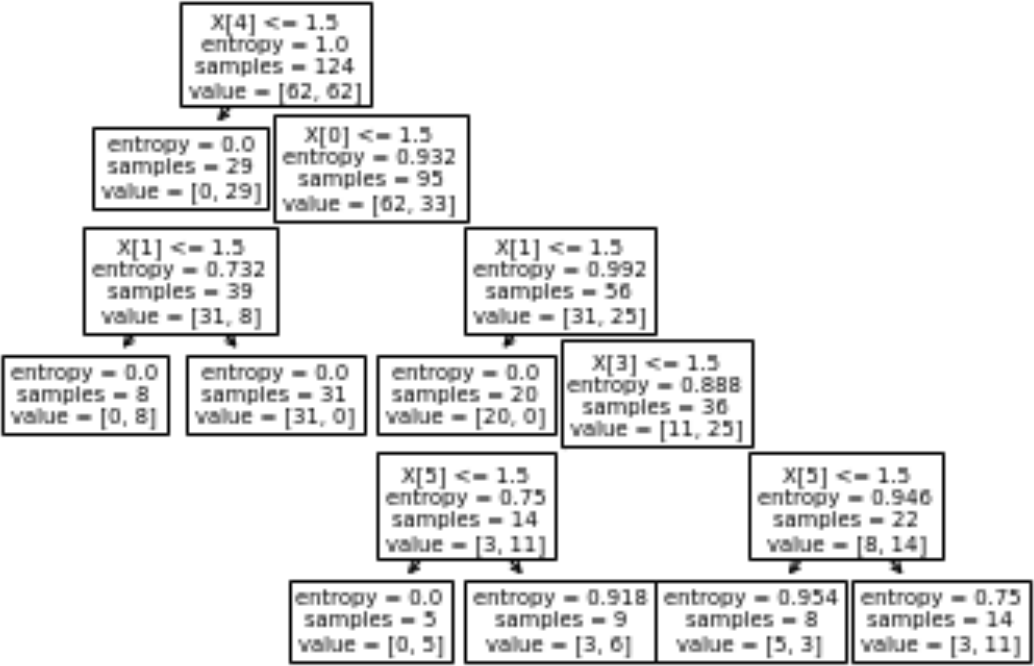 X[4] <= 1.5
entropy = 1.0
samples = 124
value = [62, 62]
entropy = 0.0
samples = 29
value = [0, 29]
X[0] <= 1.5
entropy = 0.932
samples = 95
value = [62, 33]
X[1] <= 1.5
entropy = 0.732
samples = 39
value = [31, 8]
X[1] <= 1.5
entropy = 0.992
samples = 56
value = [31, 25]
entropy = 0.0
samples = 8
value = [0, 8]
entropy = 0.0
samples = 31
value = [31, 0]
entropy = 0.0
samples = 20
value = [20, 0]
X[3] <= 1.5
entropy = 0.888
samples = 36
value = [11, 25]
X[5] <= 1.5
entropy = 0.75
samples = 14
value = [3, 11]
X[5] <= 1.5
entropy = 0.946
samples = 22
value = [8, 14]
entropy = 0.0
samples = 5
value = [0, 5]
entropy = 0.918
samples = 9
value = [3, 6]
entropy = 0.954
samples = 8
value = [5, 3]
entropy = 0.75
samples = 14
value = [3, 11]